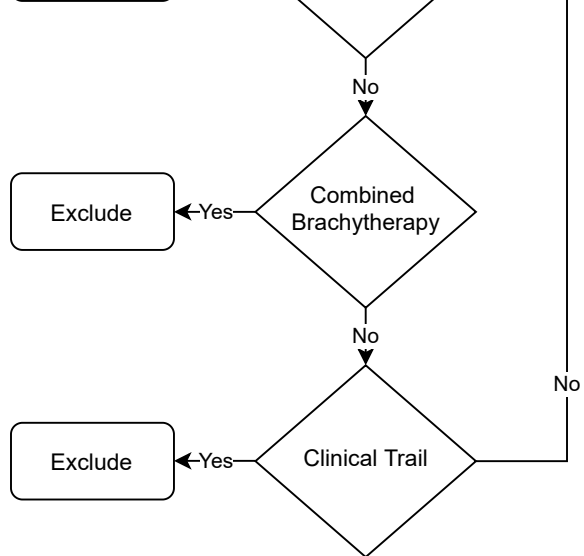 No
Combined
Brachytherapy
Yes
Exclude
No
No
Clinical Trail
Yes
Exclude